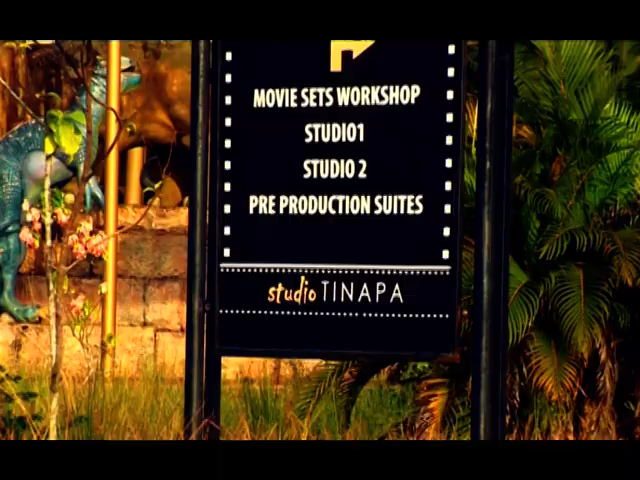 MOVIE SETS WORKSHOP
STUDIO1
STUDIO 2
PRE PRODUCTION SUITES
studio TINAPA